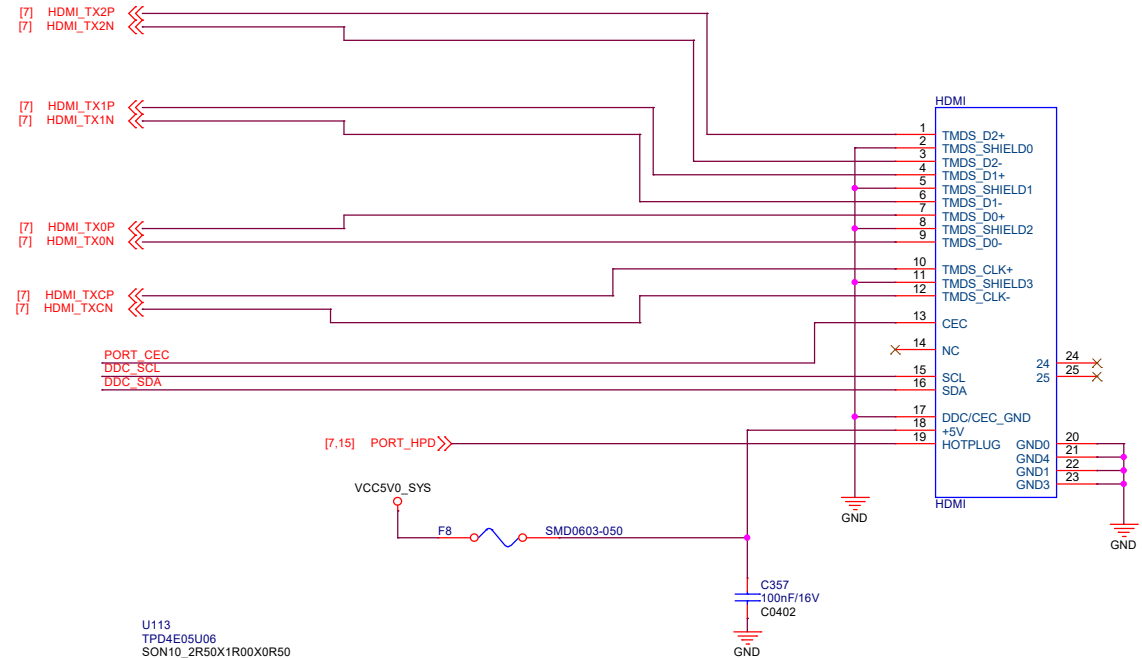 [7] HDMI_TX2P
[7] HDMI_TX2N
[7] HDMI_TX1P
[7] HDMI_TX1N
[7] HDMI_TX0P
[7] HDMI_TX0N
[7] HDMI_TXCP
[7] HDMI_TXCN
PORT_CEC
DDC_SCL
DDC_SDA
[7,15] PORT_HPD
HDMI
1 TMDS_D2+
2 TMDS_SHIELD0
3 TMDS_D2-
4 TMDS_D1+
5 TMDS_SHIELD1
6 TMDS_D1-
7 TMDS_D0+
8 TMDS_SHIELD2
9 TMDS_D0-
10 TMDS_CLK+
11 TMDS_SHIELD3
12 TMDS_CLK-
13 CEC
14 NC
15 SCL
16 SDA
17 DDC/CEC_GND
18 +5V
19 HOTPLUG
24 24
25 25
GND0 20
GND4 21
GND1 22
GND3 23
HDMI
GND
GND
VCC5V0_SYS
F8 SMD0603-050
C357
100nF/16V
C0402
GND
U113
TPD4E05U06
SON10_2R50X1R00X0R50